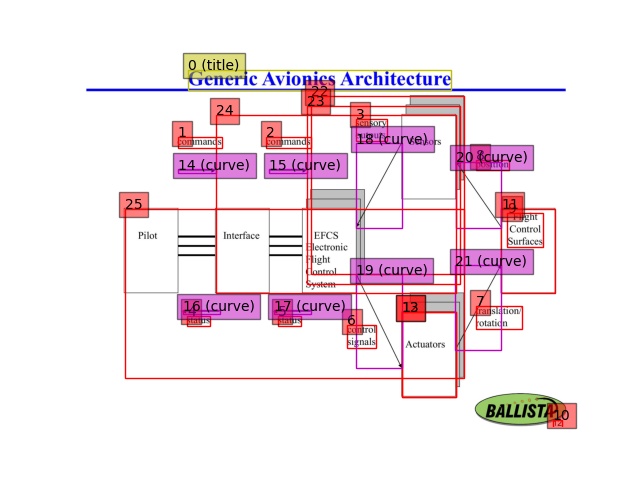 0 (title)
Generic Avionics Architecture
22
23
24
1
commands
2
commands
3
sensory
18 (curve)
sensors
14 (curve)
15 (curve)
20 (curve)
position
25
11
Pilot
Interface
EFCS
Electronic
Flight
Control
System
Flight
Control
Surfaces
19 (curve)
21 (curve)
16 (curve)
17 (curve)
status
status
6
control
signals
13
7
translation/
rotation
Actuators
BALLISTA
10
12